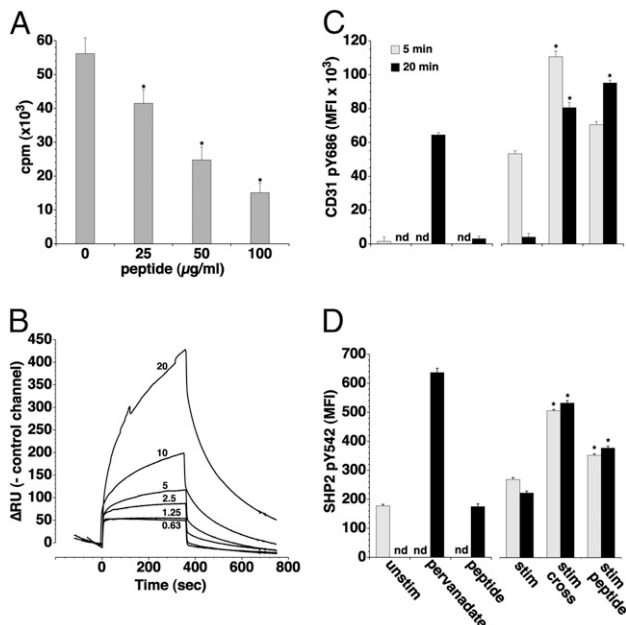 A
60
50
40
30
20
10
0
cpm (x10³)
*
*
*
0 25 50 100
peptide (µg/ml)
C
120
100
80
60
40
20
0
CD31 pY686 (MFI x 10³)
5 min
20 min
nd nd nd
*
*
*
B
450
400
350
300
250
200
150
100
50
0
ΔRU (- control channel)
20
10
5
2.5
1.25
0.63
0 200 400 600 800
Time (sec)
D
700
600
500
400
300
200
100
0
SHP2 pY542 (MFI)
nd nd nd
* *
* *
unstim
pervanadate
peptide
stim
stim cross
stim peptide